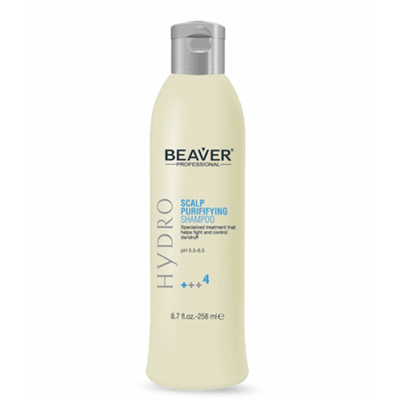 BEAVER®
PROFESSIONAL
HYDRO
SCALP
PURIFIFYING
SHAMPOO
Specialized treatment that
helps fight and control
dandruff
pH 5.5-6.5
+++4
8.7 fl.oz.-258 ml℮